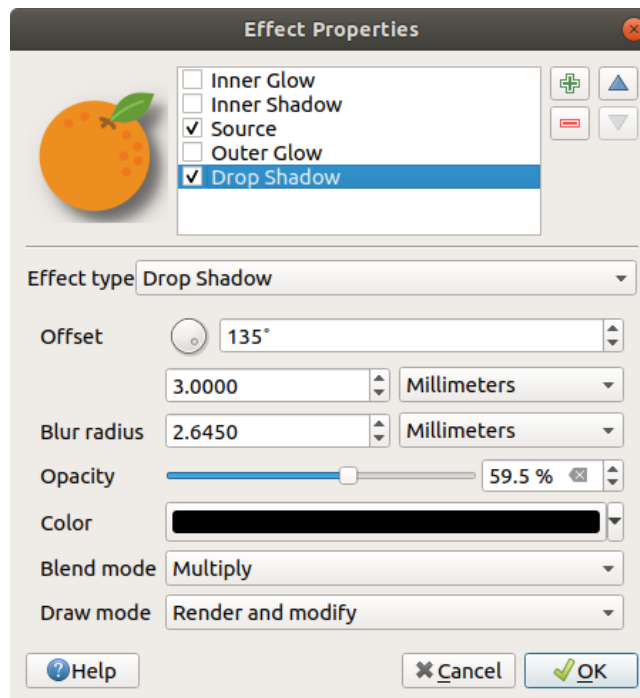 Effect Properties
Inner Glow
Inner Shadow
Source
Outer Glow
Drop Shadow
Effect type Drop Shadow
Offset 135°
3.0000 Millimeters
Blur radius 2.6450 Millimeters
Opacity 59.5 %
Color
Blend mode Multiply
Draw mode Render and modify
Help Cancel OK